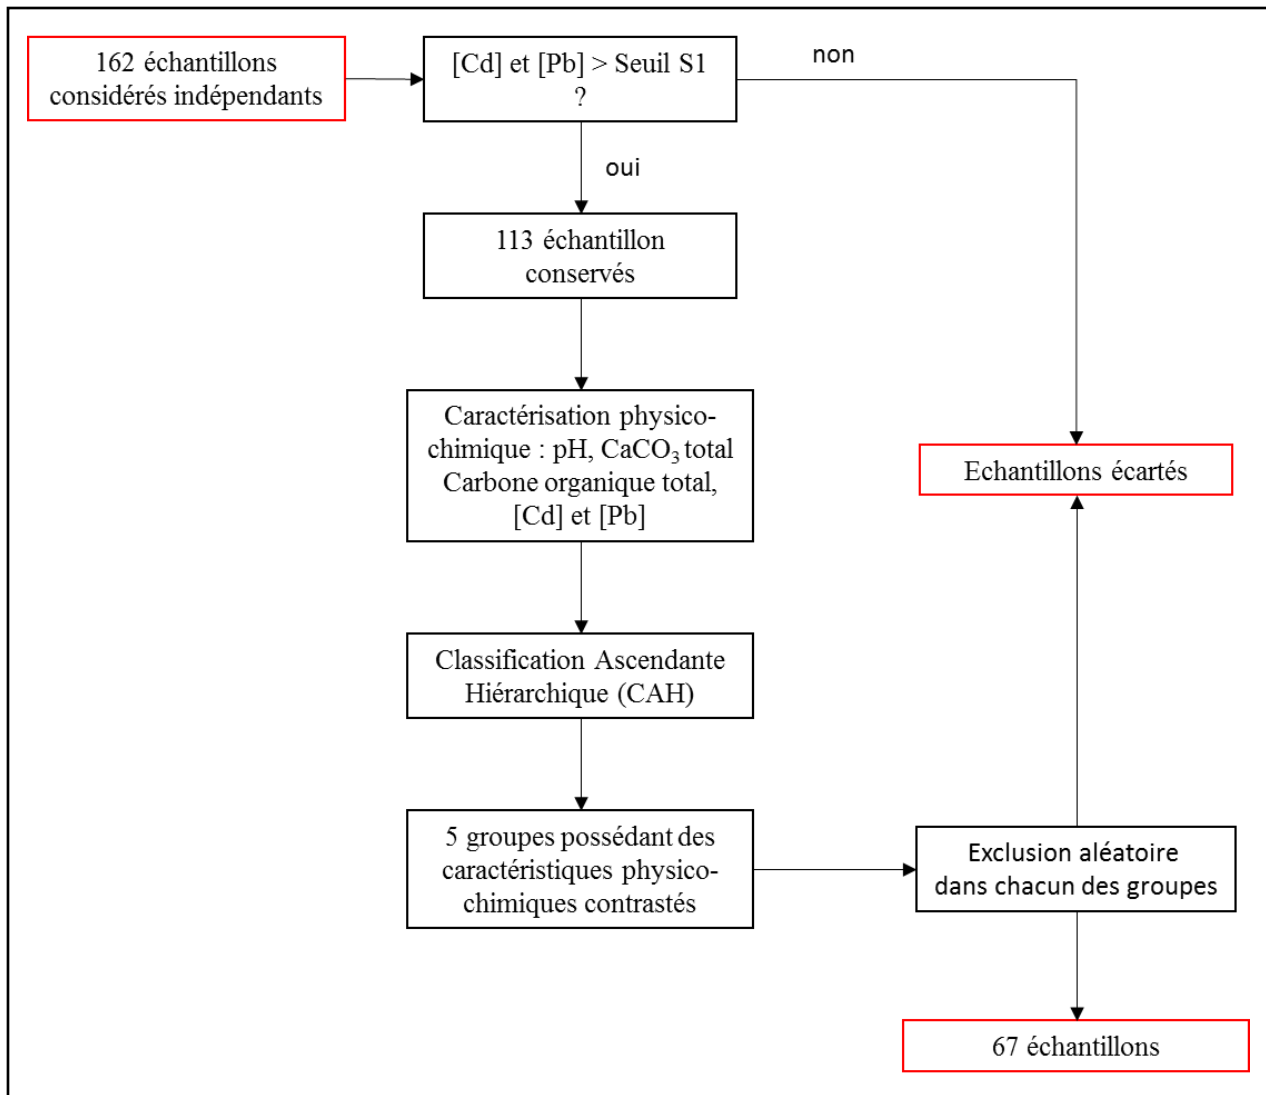 162 échantillons
considérés indépendants
[Cd] et [Pb] > Seuil S1
?
non
oui
113 échantillon
conservés
Caractérisation physico-
chimique : pH, CaCO₃ total
Carbone organique total,
[Cd] et [Pb]
Echantillons écartés
Classification Ascendante
Hiérarchique (CAH)
5 groupes possédant des
caractéristiques physico-
chimiques contrastés
Exclusion aléatoire
dans chacun des groupes
67 échantillons